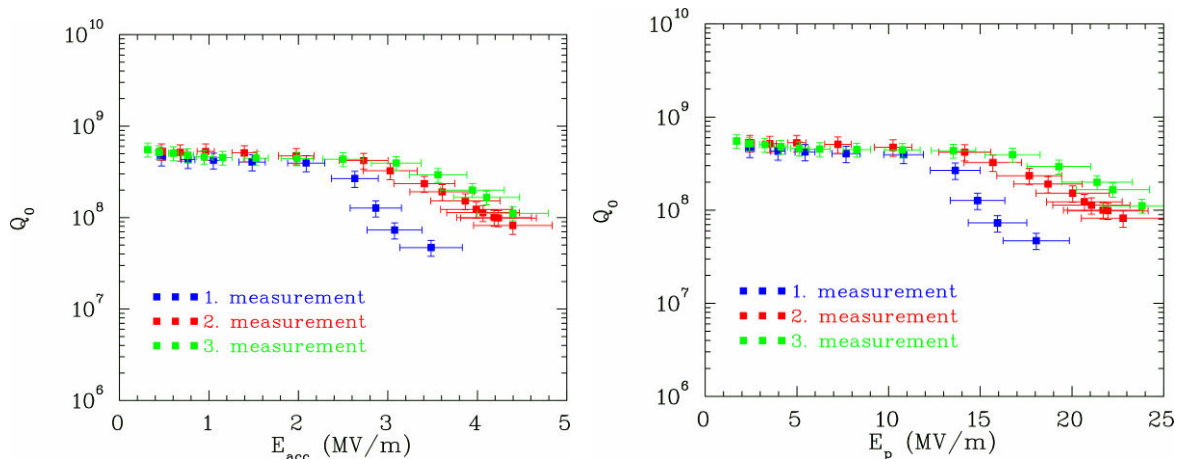 10^10
10^9
10^8
10^7
10^6
Q_0
1. measurement
2. measurement
3. measurement
0 1 2 3 4 5
E_acc (MV/m)
10^10
10^9
10^8
10^7
10^6
Q_0
1. measurement
2. measurement
3. measurement
0 5 10 15 20 25
E_p (MV/m)